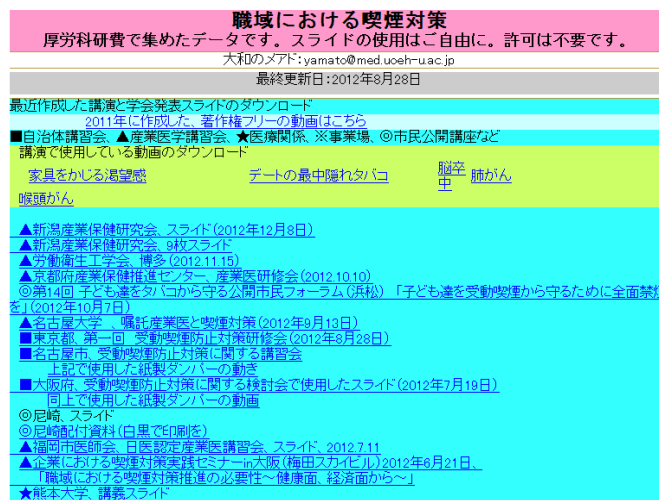 職域における喫煙対策
厚労科研費で集めたデータです。スライドの使用はご自由に。許可は不要です。
大和のメアド：yamato@med.uoeh-u.ac.jp
最終更新日：2012年8月28日
最近作成した講演と学会発表スライドのダウンロード
2011年に作成した、著作権フリーの動画はこちら
■自治体講習会、▲産業医学講習会、★医療関係、※事業場、◎市民公開講座など
講演で使用している動画のダウンロード
家具をかじる渇望感 デートの最中隠れタバコ 脳卒中 肺がん
喉頭がん
▲新潟産業保健研究会、スライド（2012年12月8日）
▲新潟産業保健研究会、9枚スライド
▲労働衛生工学会、博多（2012.11.15）
▲京都府産業保健推進センター、産業医研修会（2012.10.10）
◎第14回 子ども達をタバコから守る公開市民フォーラム（浜松） 「子ども達を受動喫煙から守るために全面禁煙
を」（2012年10月7日）
▲名古屋大学 、嘱託産業医と喫煙対策（2012年9月13日）
■東京都、第一回 受動喫煙防止対策研修会（2012年8月28日）
■名古屋市、受動喫煙防止対策に関する講習会
上記で使用した紙製ダンパーの動き
■大阪府、受動喫煙防止対策に関する検討会で使用したスライド（2012年7月19日）
同上で使用した紙製ダンパーの動画
◎尼崎、スライド
◎尼崎配付資料（白黒で印刷を）
▲福岡市医師会、日医認定産業医講習会、スライド、2012.7.11
▲企業における喫煙対策実践セミナーin大阪（梅田スカイビル）2012年6月21日、
「職域における喫煙対策推進の必要性～健康面、経済面から～」
★熊本大学、講義スライド